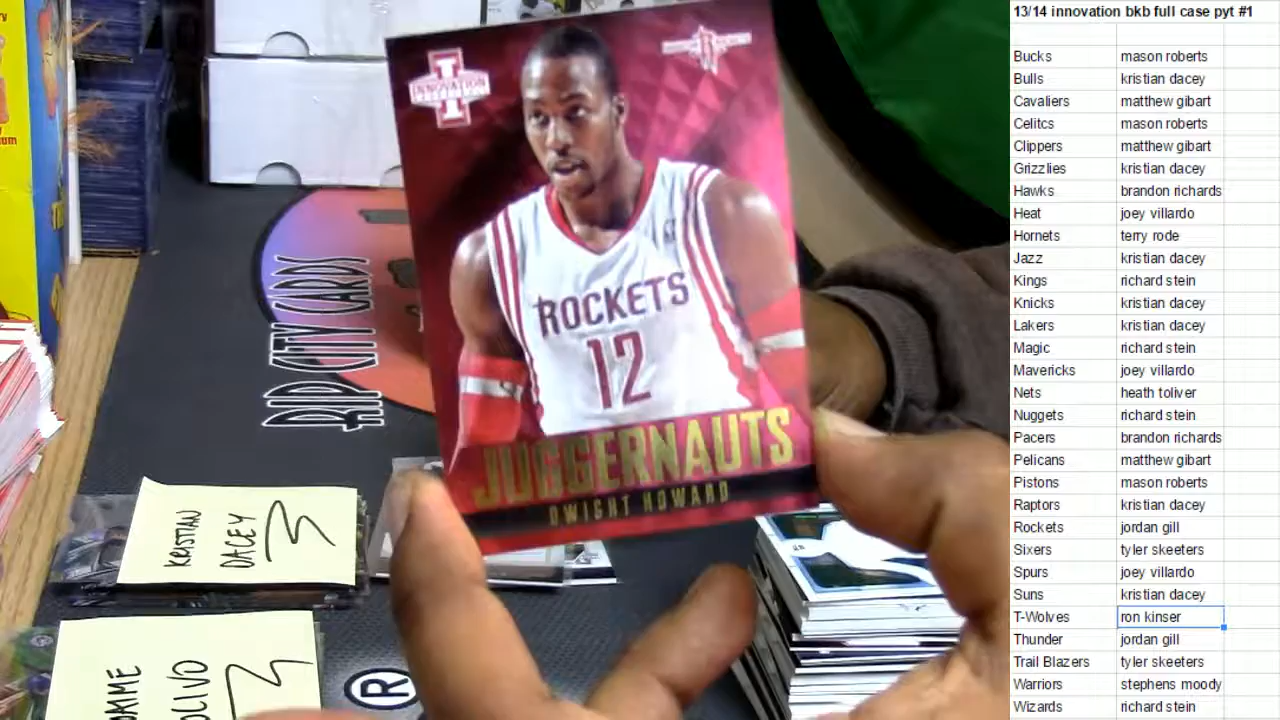 13/14 innovation bkb full case pyt #1
Bucks mason roberts
Bulls kristian dacey
Cavaliers matthew gibart
Celitcs mason roberts
Clippers matthew gibart
Grizzlies kristian dacey
Hawks brandon richards
Heat joey villardo
Hornets terry rode
Jazz kristian dacey
Kings richard stein
Knicks kristian dacey
Lakers kristian dacey
Magic richard stein
Mavericks joey villardo
Nets heath toliver
Nuggets richard stein
Pacers brandon richards
Pelicans matthew gibart
Pistons mason roberts
Raptors kristian dacey
Rockets jordan gill
Sixers tyler skeeters
Spurs joey villardo
Suns kristian dacey
T-Wolves ron kinser
Thunder jordan gill
Trail Blazers tyler skeeters
Warriors stephens moody
Wizards richard stein
I
INNOVATION
ROCKETS
12
JUGGERNAUTS
DWIGHT HOWARD
RIP CITY CARDS
KRISTIAN
DACEY
3
OLIVO
3
®